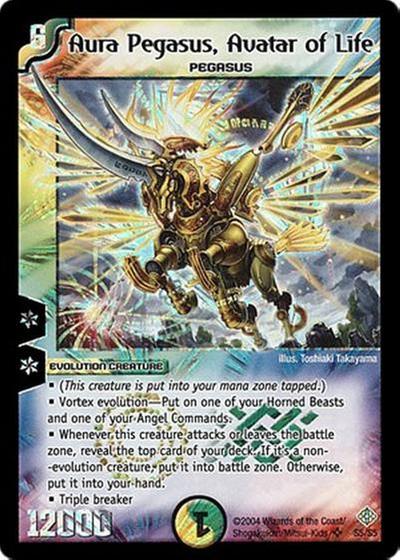 5 Aura Pegasus, Avatar of Life
PEGASUS
Illus. Toshiaki Takayama
EVOLUTION CREATURE
▪ (This creature is put into your mana zone tapped.)
▪ Vortex evolution—Put on one of your Horned Beasts
and one of your Angel Commands.
▪ Whenever this creature attacks or leaves the battle
zone, reveal the top card of your deck. If it's a non-
evolution creature, put it into battle zone. Otherwise,
put it into your hand.
▪ Triple breaker
12000
1
©2004 Wizards of the Coast/
Shogakukan/Mitsui-Kids/ S5/S5